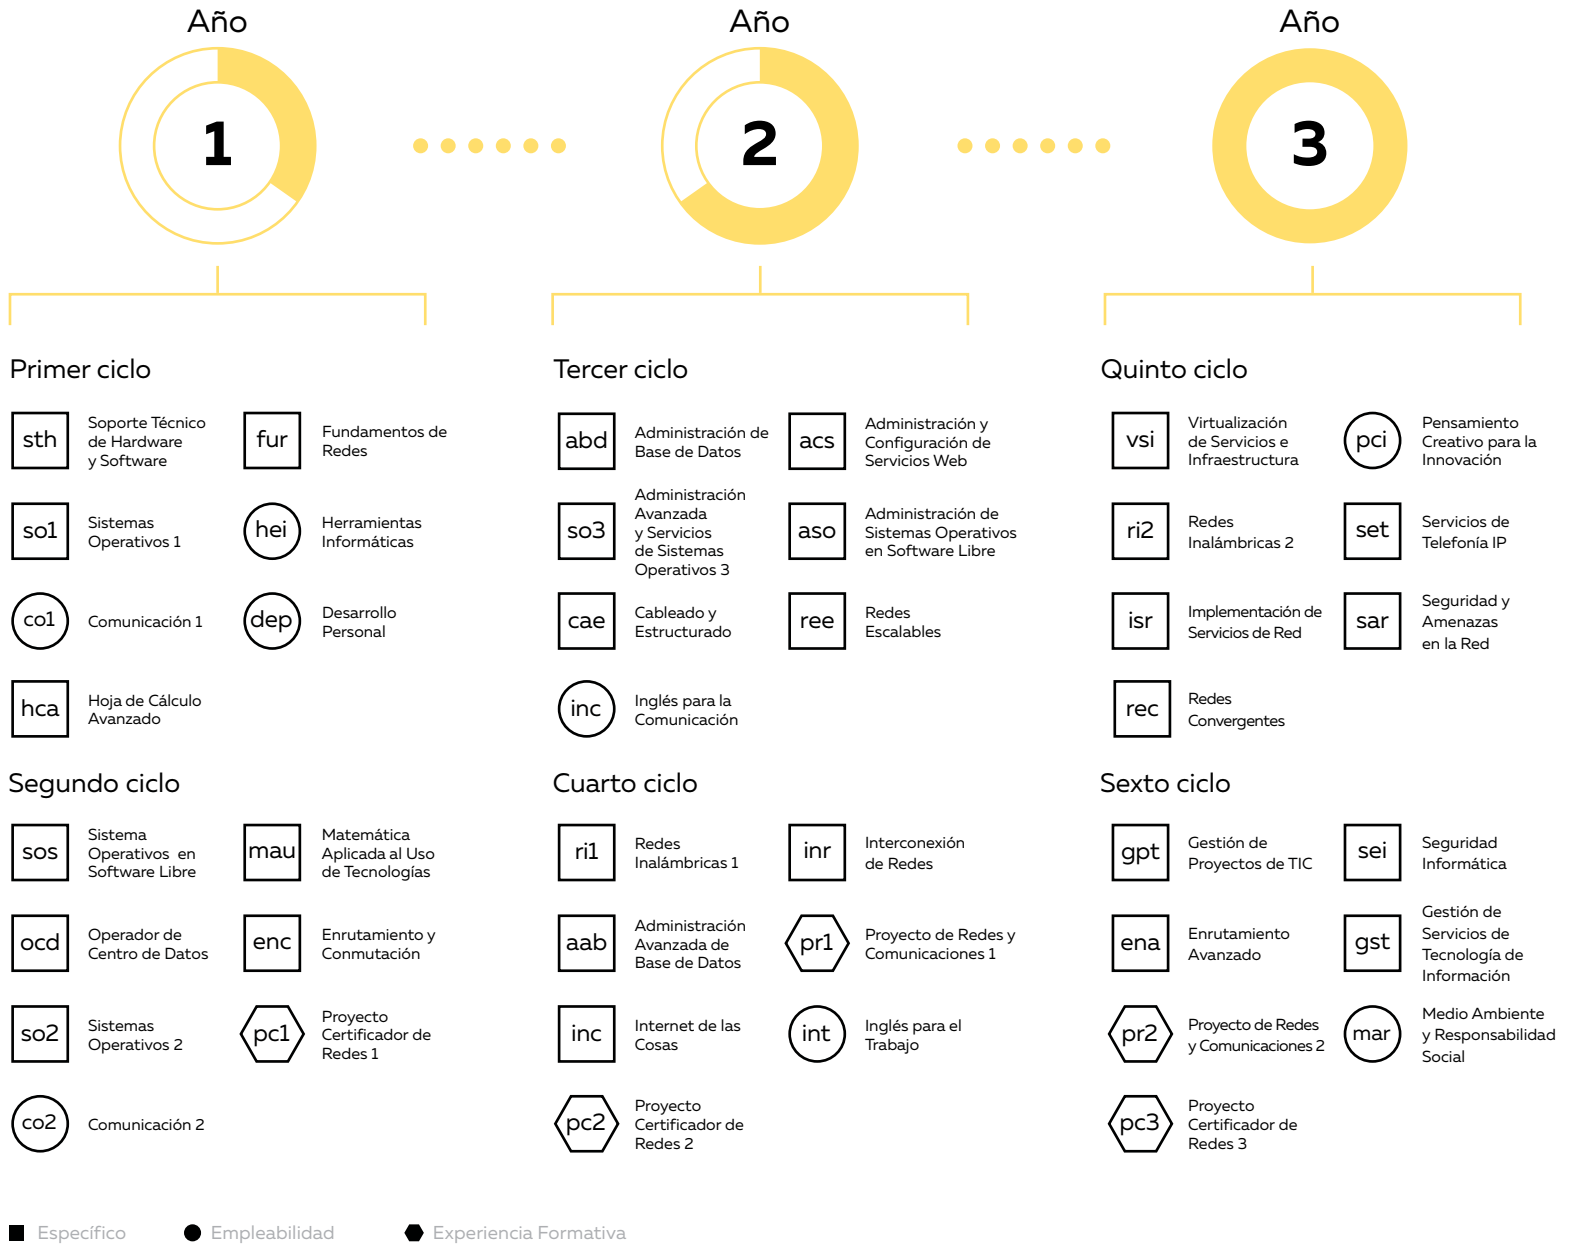 Año
1
Año
2
Año
3
Primer ciclo
sth
Soporte Técnico
de Hardware
y Software
fur
Fundamentos de
Redes
so1
Sistemas
Operativos 1
hei
Herramientas
Informáticas
co1
Comunicación 1
dep
Desarrollo
Personal
hca
Hoja de Cálculo
Avanzado
Segundo ciclo
sos
Sistema
Operativos en
Software Libre
mau
Matemática
Aplicada al Uso
de Tecnologías
ocd
Operador de
Centro de Datos
enc
Enrutamiento y
Conmutación
so2
Sistemas
Operativos 2
pc1
Proyecto
Certificador de
Redes 1
co2
Comunicación 2
Tercer ciclo
abd
Administración de
Base de Datos
acs
Administración y
Configuración de
Servicios Web
so3
Administración
Avanzada
y Servicios
de Sistemas
Operativos 3
aso
Administración de
Sistemas Operativos
en Software Libre
cae
Cableado y
Estructurado
ree
Redes
Escalables
inc
Inglés para la
Comunicación
Cuarto ciclo
ri1
Redes
Inalámbricas 1
inr
Interconexión
de Redes
aab
Administración
Avanzada de
Base de Datos
pr1
Proyecto de Redes y
Comunicaciones 1
inc
Internet de las
Cosas
int
Inglés para el
Trabajo
pc2
Proyecto
Certificador de
Redes 2
Quinto ciclo
vsi
Virtualización
de Servicios e
Infraestructura
pci
Pensamiento
Creativo para la
Innovación
ri2
Redes
Inalámbricas 2
set
Servicios de
Telefonía IP
isr
Implementación de
Servicios de Red
sar
Seguridad y
Amenazas
en la Red
rec
Redes
Convergentes
Sexto ciclo
gpt
Gestión de
Proyectos de TIC
sei
Seguridad
Informática
ena
Enrutamiento
Avanzado
gst
Gestión de
Servicios de
Tecnología de
Información
pr2
Proyecto de Redes
y Comunicaciones 2
mar
Medio Ambiente
y Responsabilidad
Social
pc3
Proyecto
Certificador de
Redes 3
Específico
Empleabilidad
Experiencia Formativa